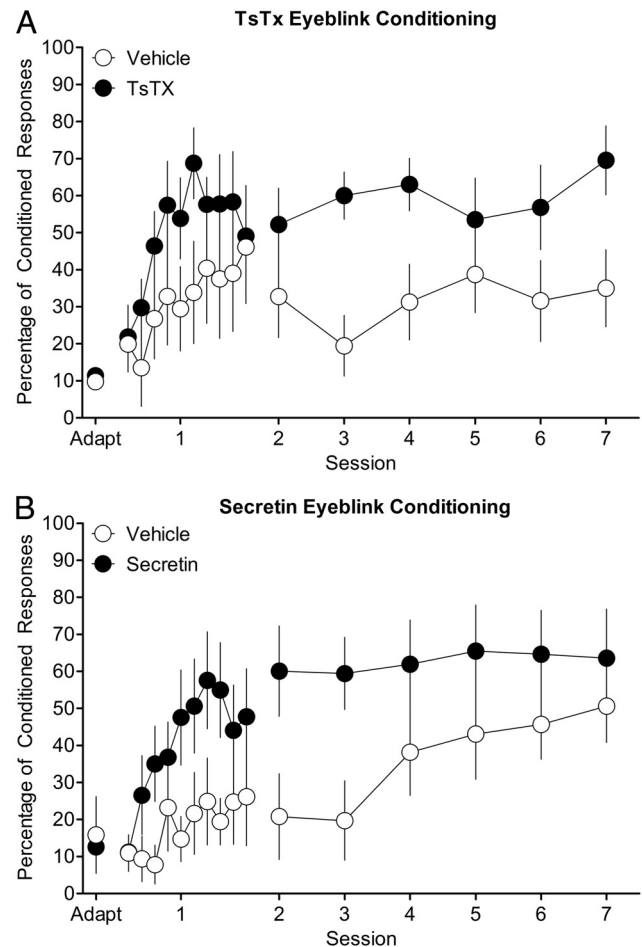 A
TsTx Eyeblink Conditioning
Vehicle
TsTX
Percentage of Conditioned Responses
100
90
80
70
60
50
40
30
20
10
0
Adapt 1 2 3 4 5 6 7
Session
B
Secretin Eyeblink Conditioning
Vehicle
Secretin
Percentage of Conditioned Responses
100
90
80
70
60
50
40
30
20
10
0
Adapt 1 2 3 4 5 6 7
Session